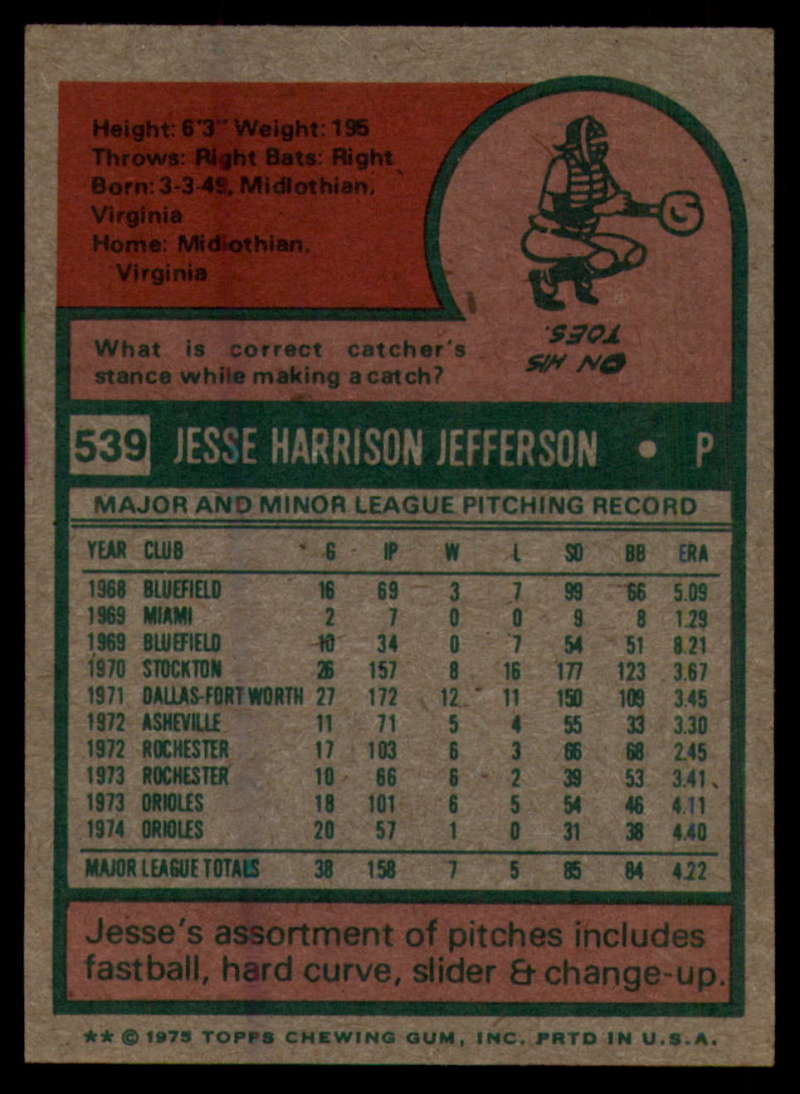 Height: 6'3" Weight: 195
Throws: Right Bats: Right
Born: 3-3-49, Midlothian,
Virginia
Home: Midlothian,
Virginia
What is correct catcher's
stance while making a catch?
ON HIS
TOES.
539 JESSE HARRISON JEFFERSON • P
MAJOR AND MINOR LEAGUE PITCHING RECORD
YEAR CLUB G IP W L SO BB ERA
1968 BLUEFIELD 16 69 3 7 99 66 5.09
1969 MIAMI 2 7 0 0 9 8 1.29
1969 BLUEFIELD 10 34 0 7 54 51 8.21
1970 STOCKTON 26 157 8 16 177 123 3.67
1971 DALLAS-FORT WORTH 27 172 12 11 150 109 3.45
1972 ASHEVILLE 11 71 5 4 55 33 3.30
1972 ROCHESTER 17 103 6 3 66 68 2.45
1973 ROCHESTER 10 66 6 2 39 53 3.41
1973 ORIOLES 18 101 6 5 54 46 4.11
1974 ORIOLES 20 57 1 0 31 38 4.40
MAJOR LEAGUE TOTALS 38 158 7 5 85 84 4.22
Jesse's assortment of pitches includes
fastball, hard curve, slider & change-up.
** © 1975 TOPPS CHEWING GUM, INC. PRTD IN U.S.A.